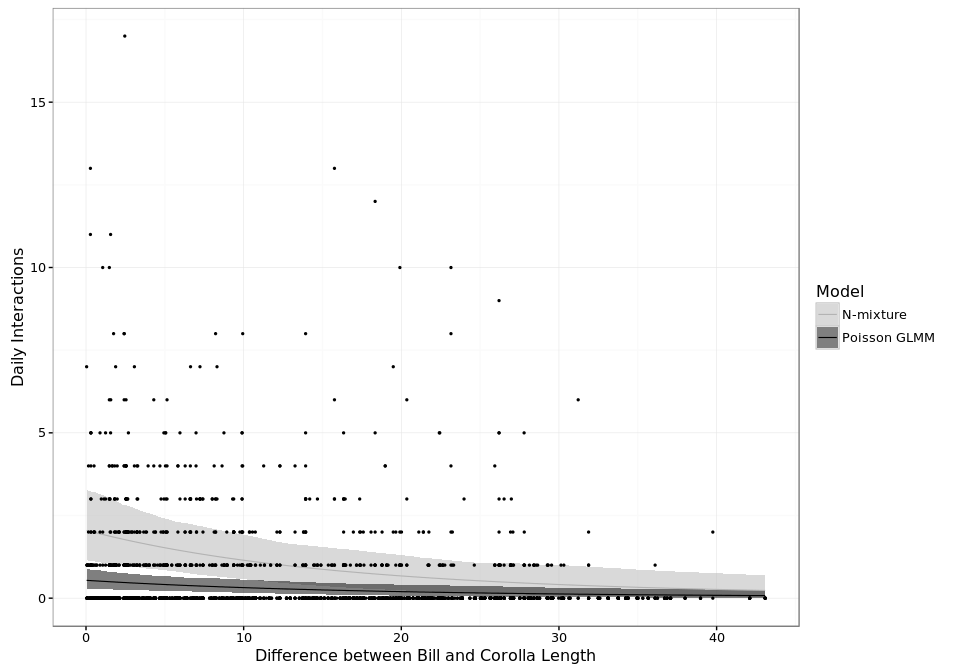 15
10
5
0
Daily Interactions
0 10 20 30 40
Difference between Bill and Corolla Length
Model
N-mixture
Poisson GLMM